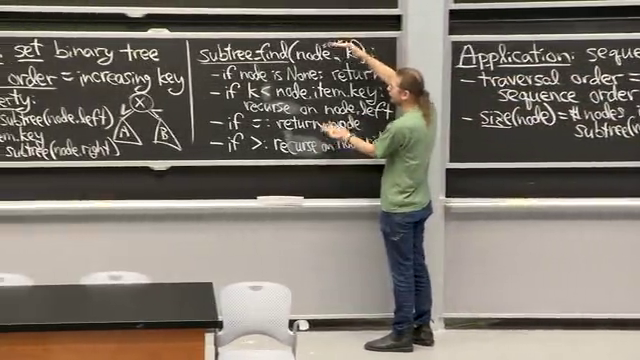 set binary tree
order = increasing key
erty:
subtree(node.left)
tem.key
subtree(node.right)
X
A
B
subtree-find(node, k):
- if node is None: return
- if k < node.item.key:
recurse on node.left
- if =: return node
- if >: recurse on
Application: seque
- traversal order =
sequence order
- size(node) = # nodes i
subtree(n